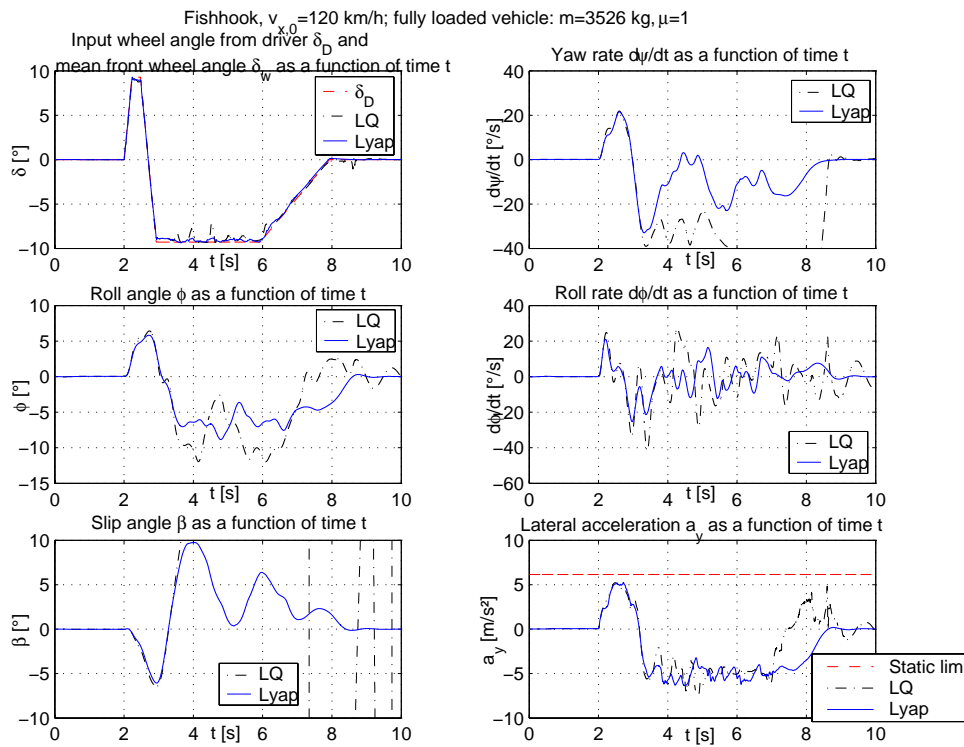 Fishhook, v_x,0=120 km/h; fully loaded vehicle: m=3526 kg, μ=1
Input wheel angle from driver δ_D and
mean front wheel angle δ_w as a function of time t
δ [°]
10
5
0
−5
−10
0 2 4 6 8 10
t [s]
δ_D
LQ
Lyap
Yaw rate dψ/dt as a function of time t
dψ/dt [°/s]
40
20
0
−20
−40
0 2 4 6 8 10
t [s]
LQ
Lyap
Roll angle ϕ as a function of time t
ϕ [°]
10
5
0
−5
−10
−15
0 2 4 6 8 10
t [s]
LQ
Lyap
Roll rate dϕ/dt as a function of time t
dϕ/dt [°/s]
40
20
0
−20
−40
−60
0 2 4 6 8 10
t [s]
LQ
Lyap
Slip angle β as a function of time t
β [°]
10
5
0
−5
−10
0 2 4 6 8 10
t [s]
LQ
Lyap
Lateral acceleration a_y as a function of time t
a_y [m/s²]
10
5
0
−5
−10
0 2 4 6 8 10
t [s]
Static lim
LQ
Lyap